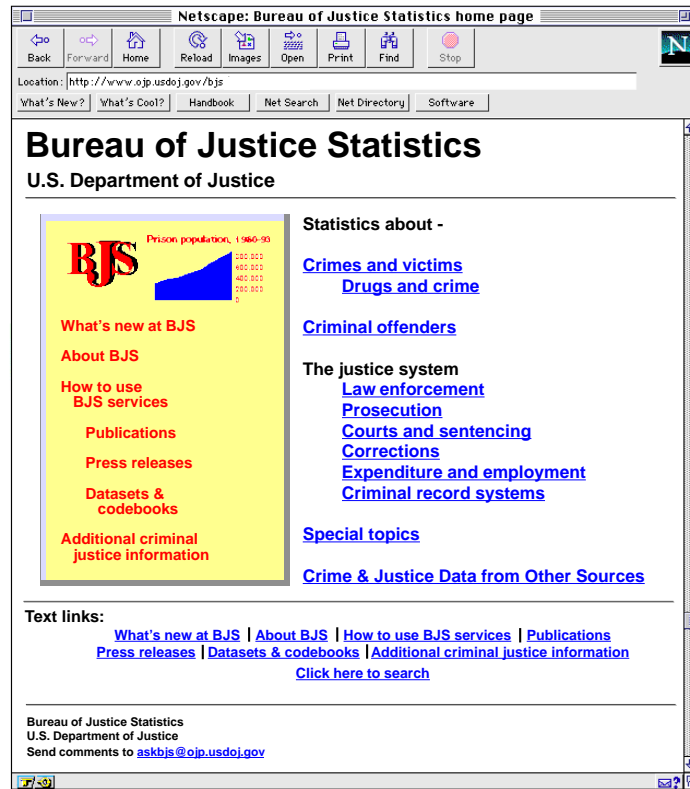 Netscape: Bureau of Justice Statistics home page
Back Forward Home Reload Images Open Print Find Stop
N
Location: http://www.ojp.usdoj.gov/bjs
What's New? What's Cool? Handbook Net Search Net Directory Software
Bureau of Justice Statistics
U.S. Department of Justice
BJS
Prison population, 1980-93
What's new at BJS
About BJS
How to use
BJS services
Publications
Press releases
Datasets &
codebooks
Additional criminal
justice information
Statistics about -
Crimes and victims
Drugs and crime
Criminal offenders
The justice system
Law enforcement
Prosecution
Courts and sentencing
Corrections
Expenditure and employment
Criminal record systems
Special topics
Crime & Justice Data from Other Sources
Text links:
What's new at BJS | About BJS | How to use BJS services | Publications
Press releases | Datasets & codebooks | Additional criminal justice information
Click here to search
Bureau of Justice Statistics
U.S. Department of Justice
Send comments to askbjs@ojp.usdoj.gov